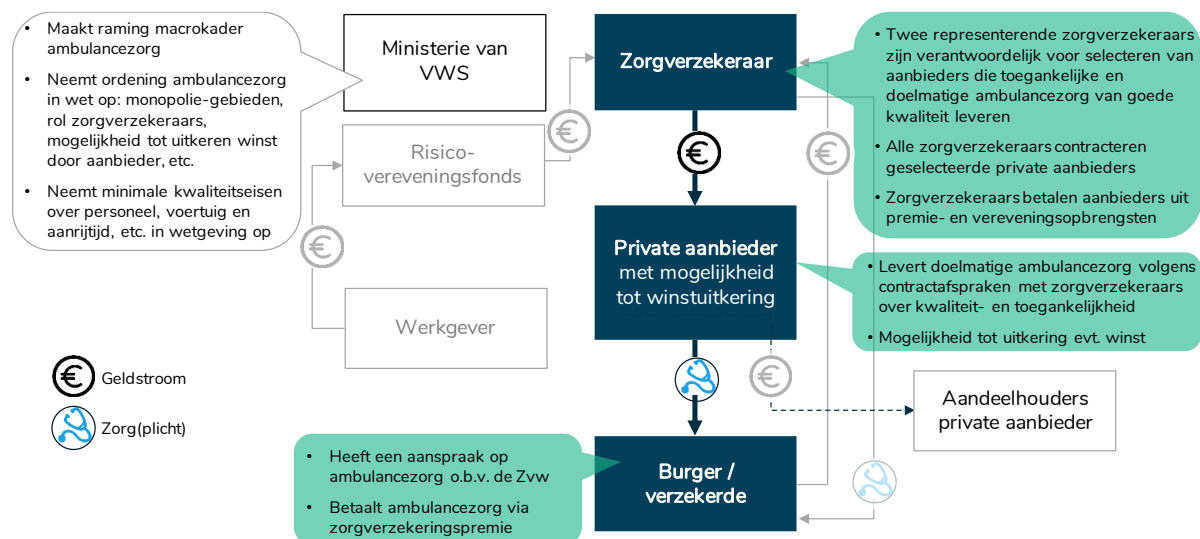 • Maakt raming macrokader
ambulancezorg
• Neemt ordening ambulancezorg
in wet op: monopolie-gebieden,
rol zorgverzekeraars,
mogelijkheid tot uitkeren winst
door aanbieder, etc.
• Neemt minimale kwaliteitseisen
over personeel, voertuig en
aanrijtijd, etc. in wetgeving op
Ministerie van
VWS
Zorgverzekeraar
• Twee representerende zorgverzekeraars
zijn verantwoordelijk voor selecteren van
aanbieders die toegankelijke en
doelmatige ambulancezorg van goede
kwaliteit leveren
• Alle zorgverzekeraars contracteren
geselecteerde private aanbieders
• Zorgverzekeraars betalen aanbieders uit
premie- en vereveningsopbrengsten
€
€
€
Risico-
vereveningsfonds
€
Private aanbieder
met mogelijkheid
tot winstuitkering
• Levert doelmatige ambulancezorg volgens
contractafspraken met zorgverzekeraars
over kwaliteit- en toegankelijkheid
• Mogelijkheid tot uitkering evt. winst
Werkgever
€
Geldstroom
€
Zorg(plicht)
Aandeelhouders
private aanbieder
• Heeft een aanspraak op
ambulancezorg o.b.v. de Zvw
• Betaalt ambulancezorg via
zorgverzekeringspremie
Burger /
verzekerde